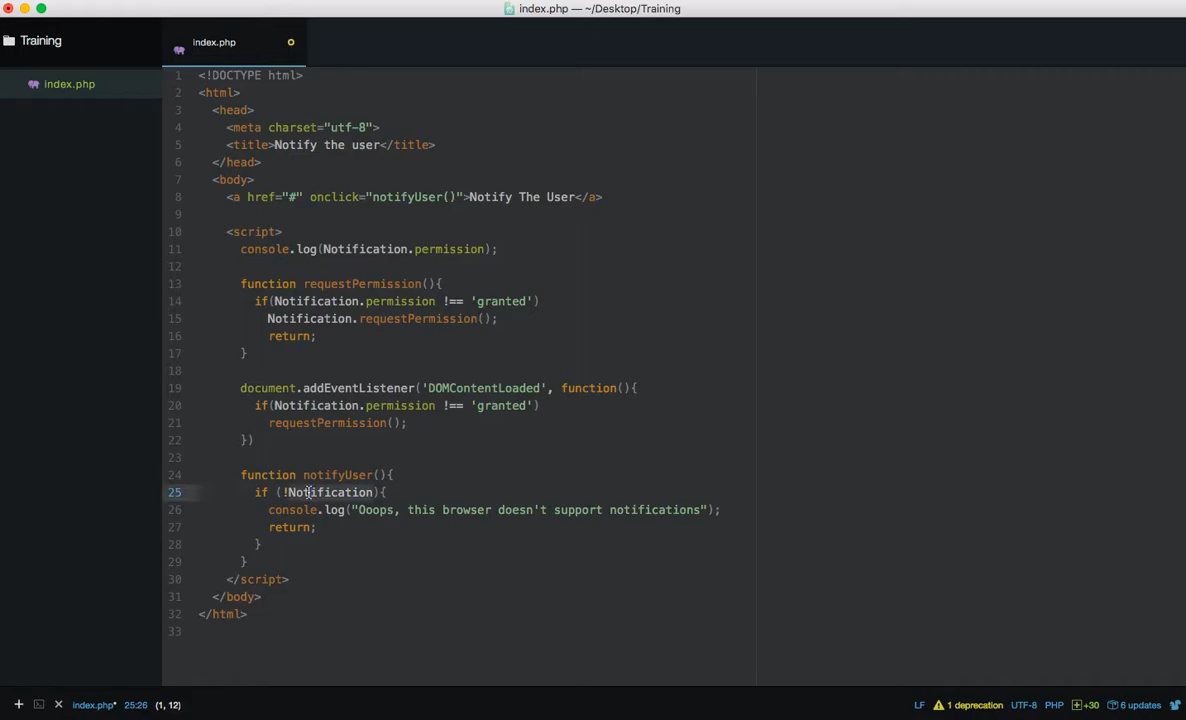 index.php — ~/Desktop/Training
Training
index.php
index.php
1 <!DOCTYPE html>
2 <html>
3 <head>
4 <meta charset="utf-8">
5 <title>Notify the user</title>
6 </head>
7 <body>
8 <a href="#" onclick="notifyUser()">Notify The User</a>
9
10 <script>
11 console.log(Notification.permission);
12
13 function requestPermission(){
14 if(Notification.permission !== 'granted')
15 Notification.requestPermission();
16 return;
17 }
18
19 document.addEventListener('DOMContentLoaded', function(){
20 if(Notification.permission !== 'granted')
21 requestPermission();
22 })
23
24 function notifyUser(){
25 if (!Notification){
26 console.log("Ooops, this browser doesn't support notifications");
27 return;
28 }
29 }
30 </script>
31 </body>
32 </html>
33
index.php* 25:26 (1, 12) LF 1 deprecation UTF-8 PHP +30 6 updates